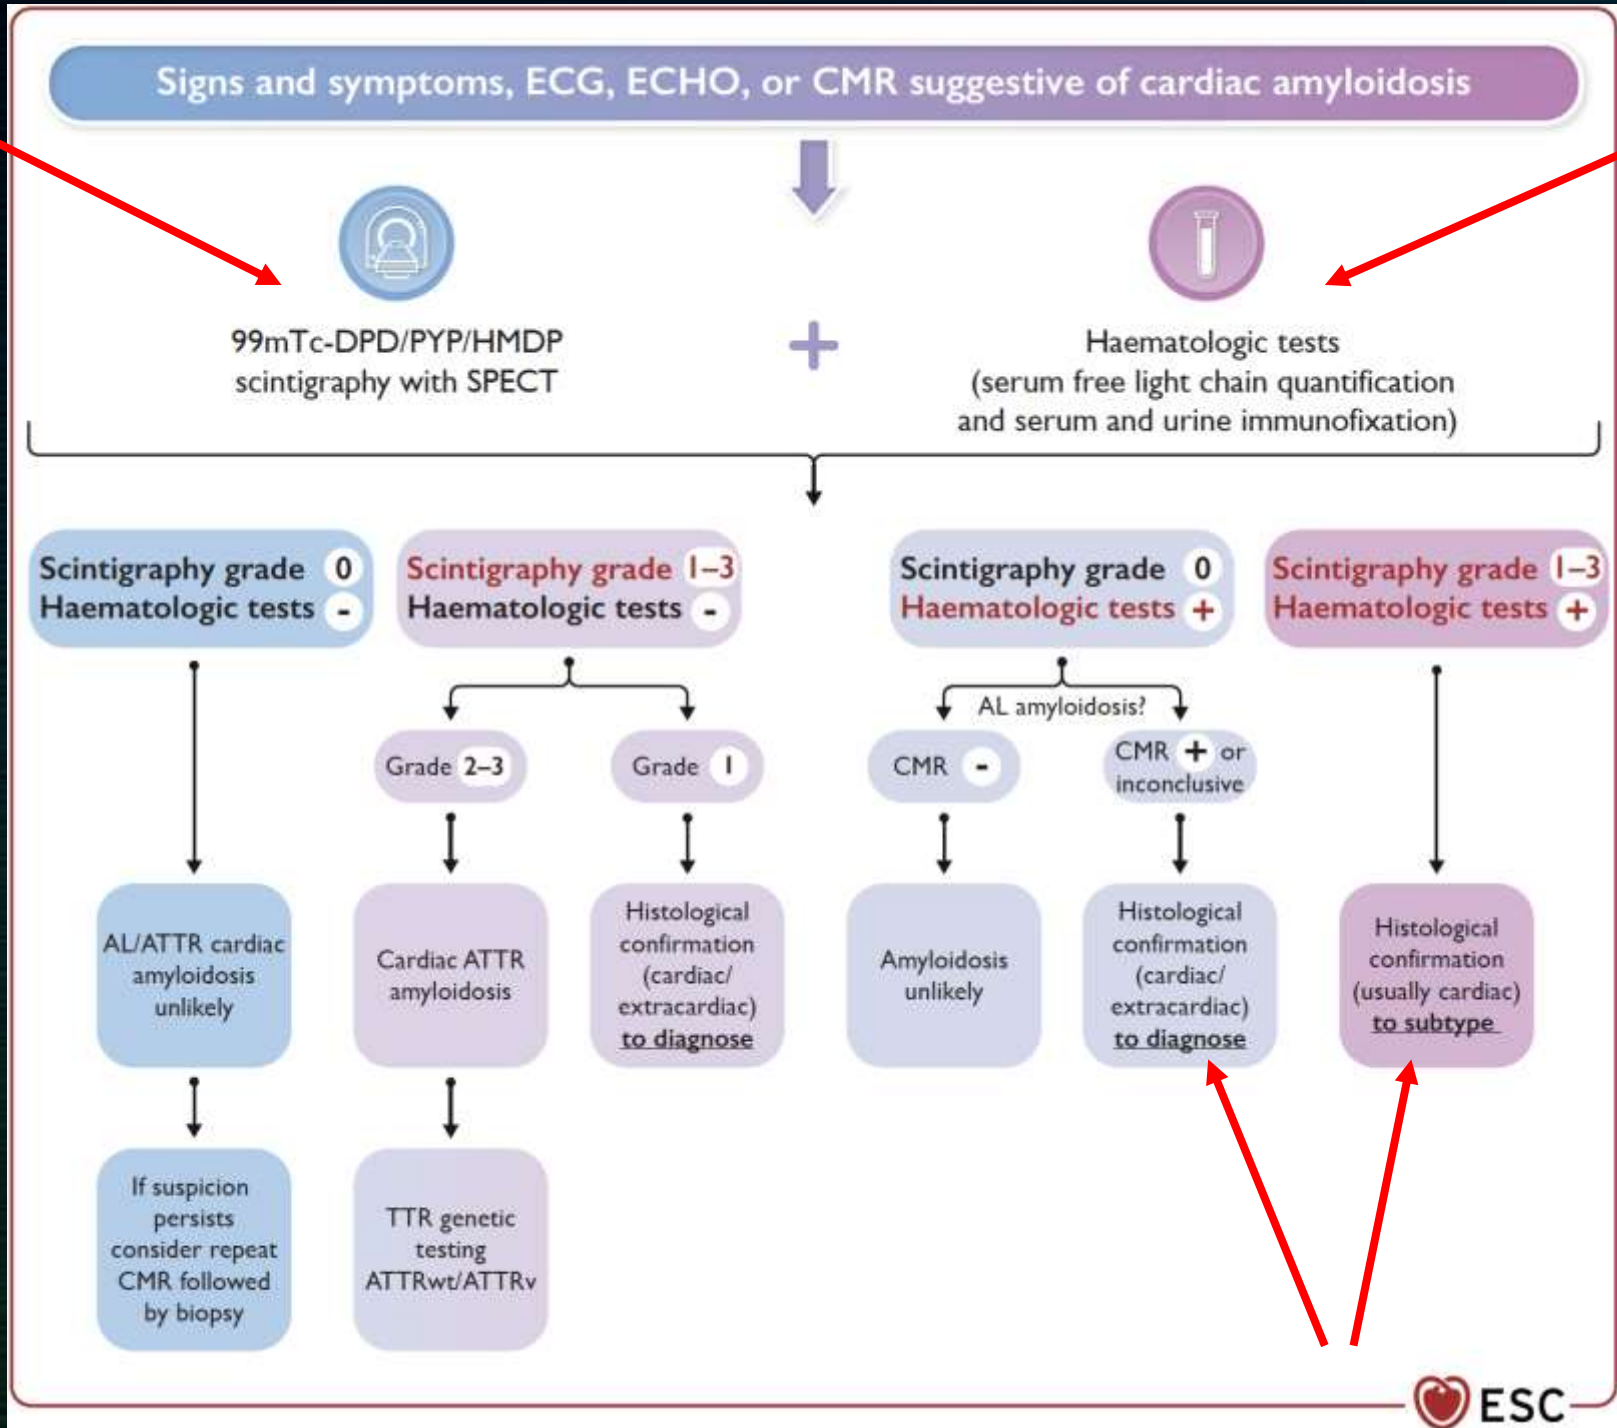 Signs and symptoms, ECG, ECHO, or CMR suggestive of cardiac amyloidosis
99mTc-DPD/PYP/HMDP
scintigraphy with SPECT
+
Haematologic tests
(serum free light chain quantification
and serum and urine immunofixation)
Scintigraphy grade 0
Haematologic tests -
Scintigraphy grade 1–3
Haematologic tests -
Scintigraphy grade 0
Haematologic tests +
Scintigraphy grade 1–3
Haematologic tests +
AL amyloidosis?
Grade 2–3
Grade 1
CMR -
CMR + or
inconclusive
AL/ATTR cardiac
amyloidosis
unlikely
Cardiac ATTR
amyloidosis
Histological
confirmation
(cardiac/
extracardiac)
to diagnose
Amyloidosis
unlikely
Histological
confirmation
(cardiac/
extracardiac)
to diagnose
Histological
confirmation
(usually cardiac)
to subtype
If suspicion
persists
consider repeat
CMR followed
by biopsy
TTR genetic
testing
ATTRwt/ATTRv
ESC